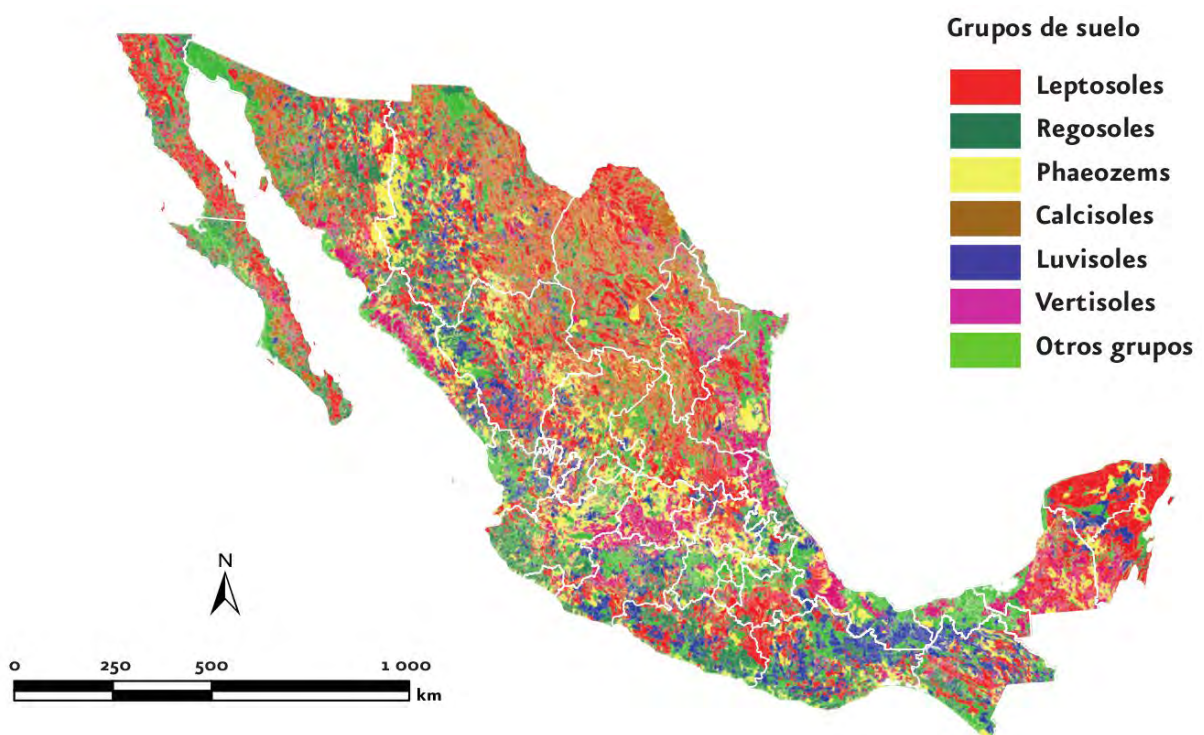 Grupos de suelo
Leptosoles
Regosoles
Phaeozems
Calcisoles
Luvisoles
Vertisoles
Otros grupos
N
0 250 500 1 000
km